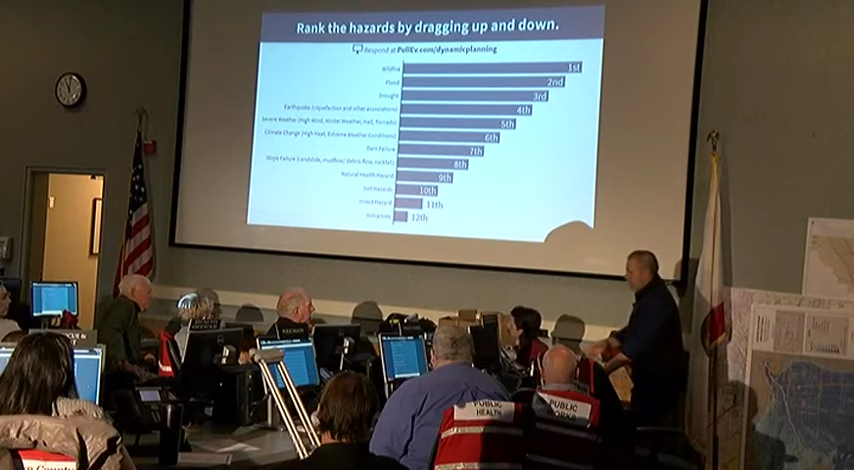 Rank the hazards by dragging up and down.
Respond at PollEv.com/dynamicplanning
Wildfire 1st
Flood 2nd
Drought 3rd
Earthquake (Liquefaction and other associations) 4th
Severe Weather (High Wind, Winter Weather, Hail, Tornado) 5th
Climate Change (High Heat, Extreme Weather Conditions) 6th
Dam Failure 7th
Slope Failure (Landslide, mudflow/ debris flow, rockfall) 8th
Natural Health Hazard 9th
Soil Hazards 10th
Insect Hazard 11th
Volcanoes 12th
PUBLIC
HEALTH
PUBLIC
WORKS
County